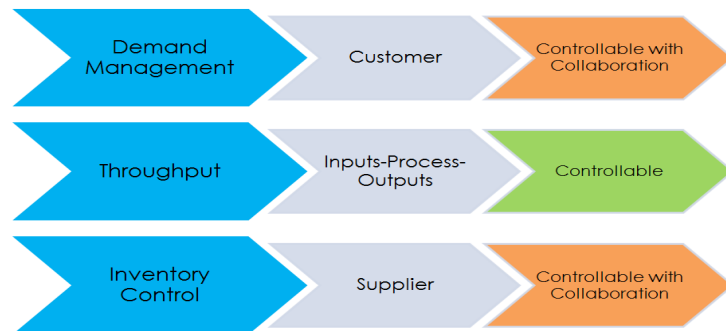 Demand
Management
Customer
Controllable with
Collaboration
Throughput
Inputs-Process-
Outputs
Controllable
Inventory
Control
Supplier
Controllable with
Collaboration